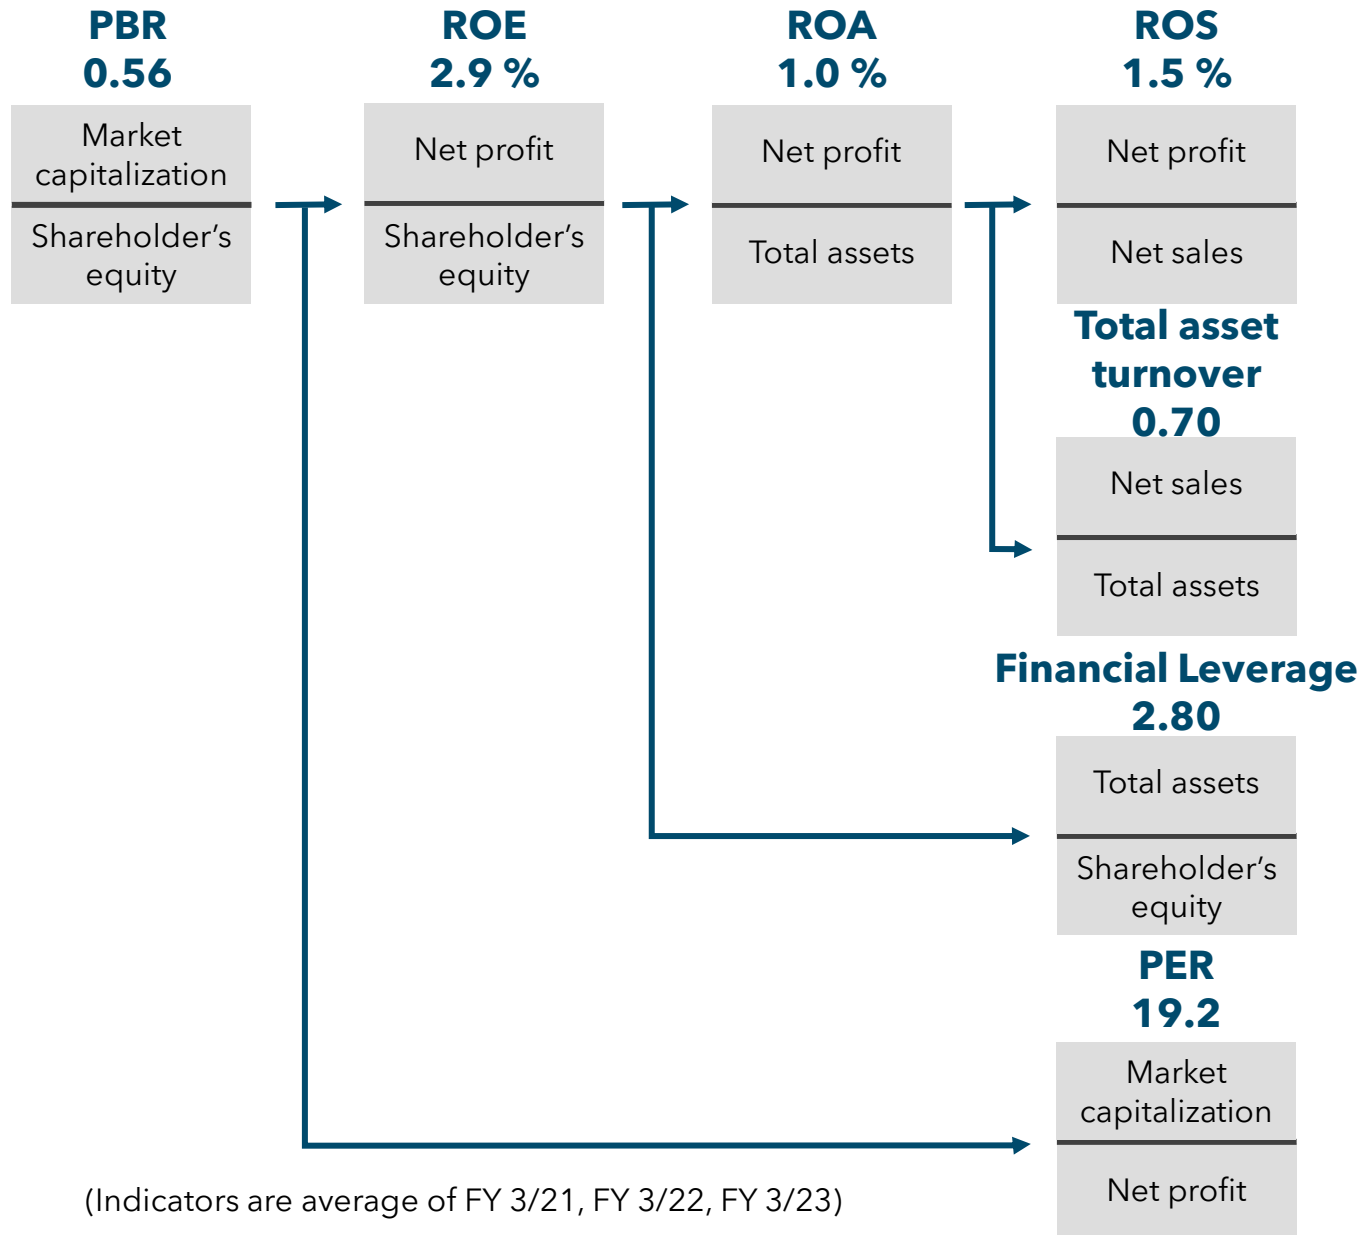 PBR
0.56
Market
capitalization
Shareholder’s
equity
ROE
2.9 %
Net profit
Shareholder’s
equity
ROA
1.0 %
Net profit
Total assets
ROS
1.5 %
Net profit
Net sales
Total asset
turnover
0.70
Net sales
Total assets
Financial Leverage
2.80
Total assets
Shareholder’s
equity
PER
19.2
Market
capitalization
Net profit
(Indicators are average of FY 3/21, FY 3/22, FY 3/23)